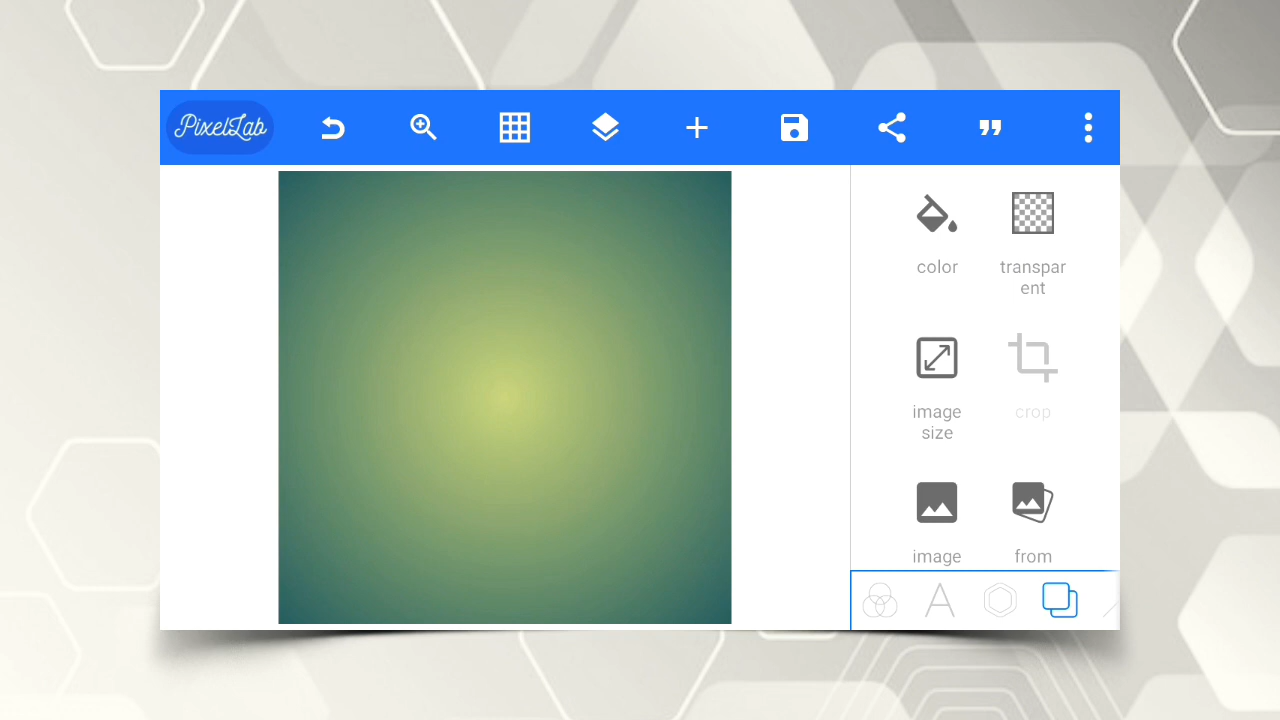 PixelLab
color
transpar
ent
image
size
crop
image
from